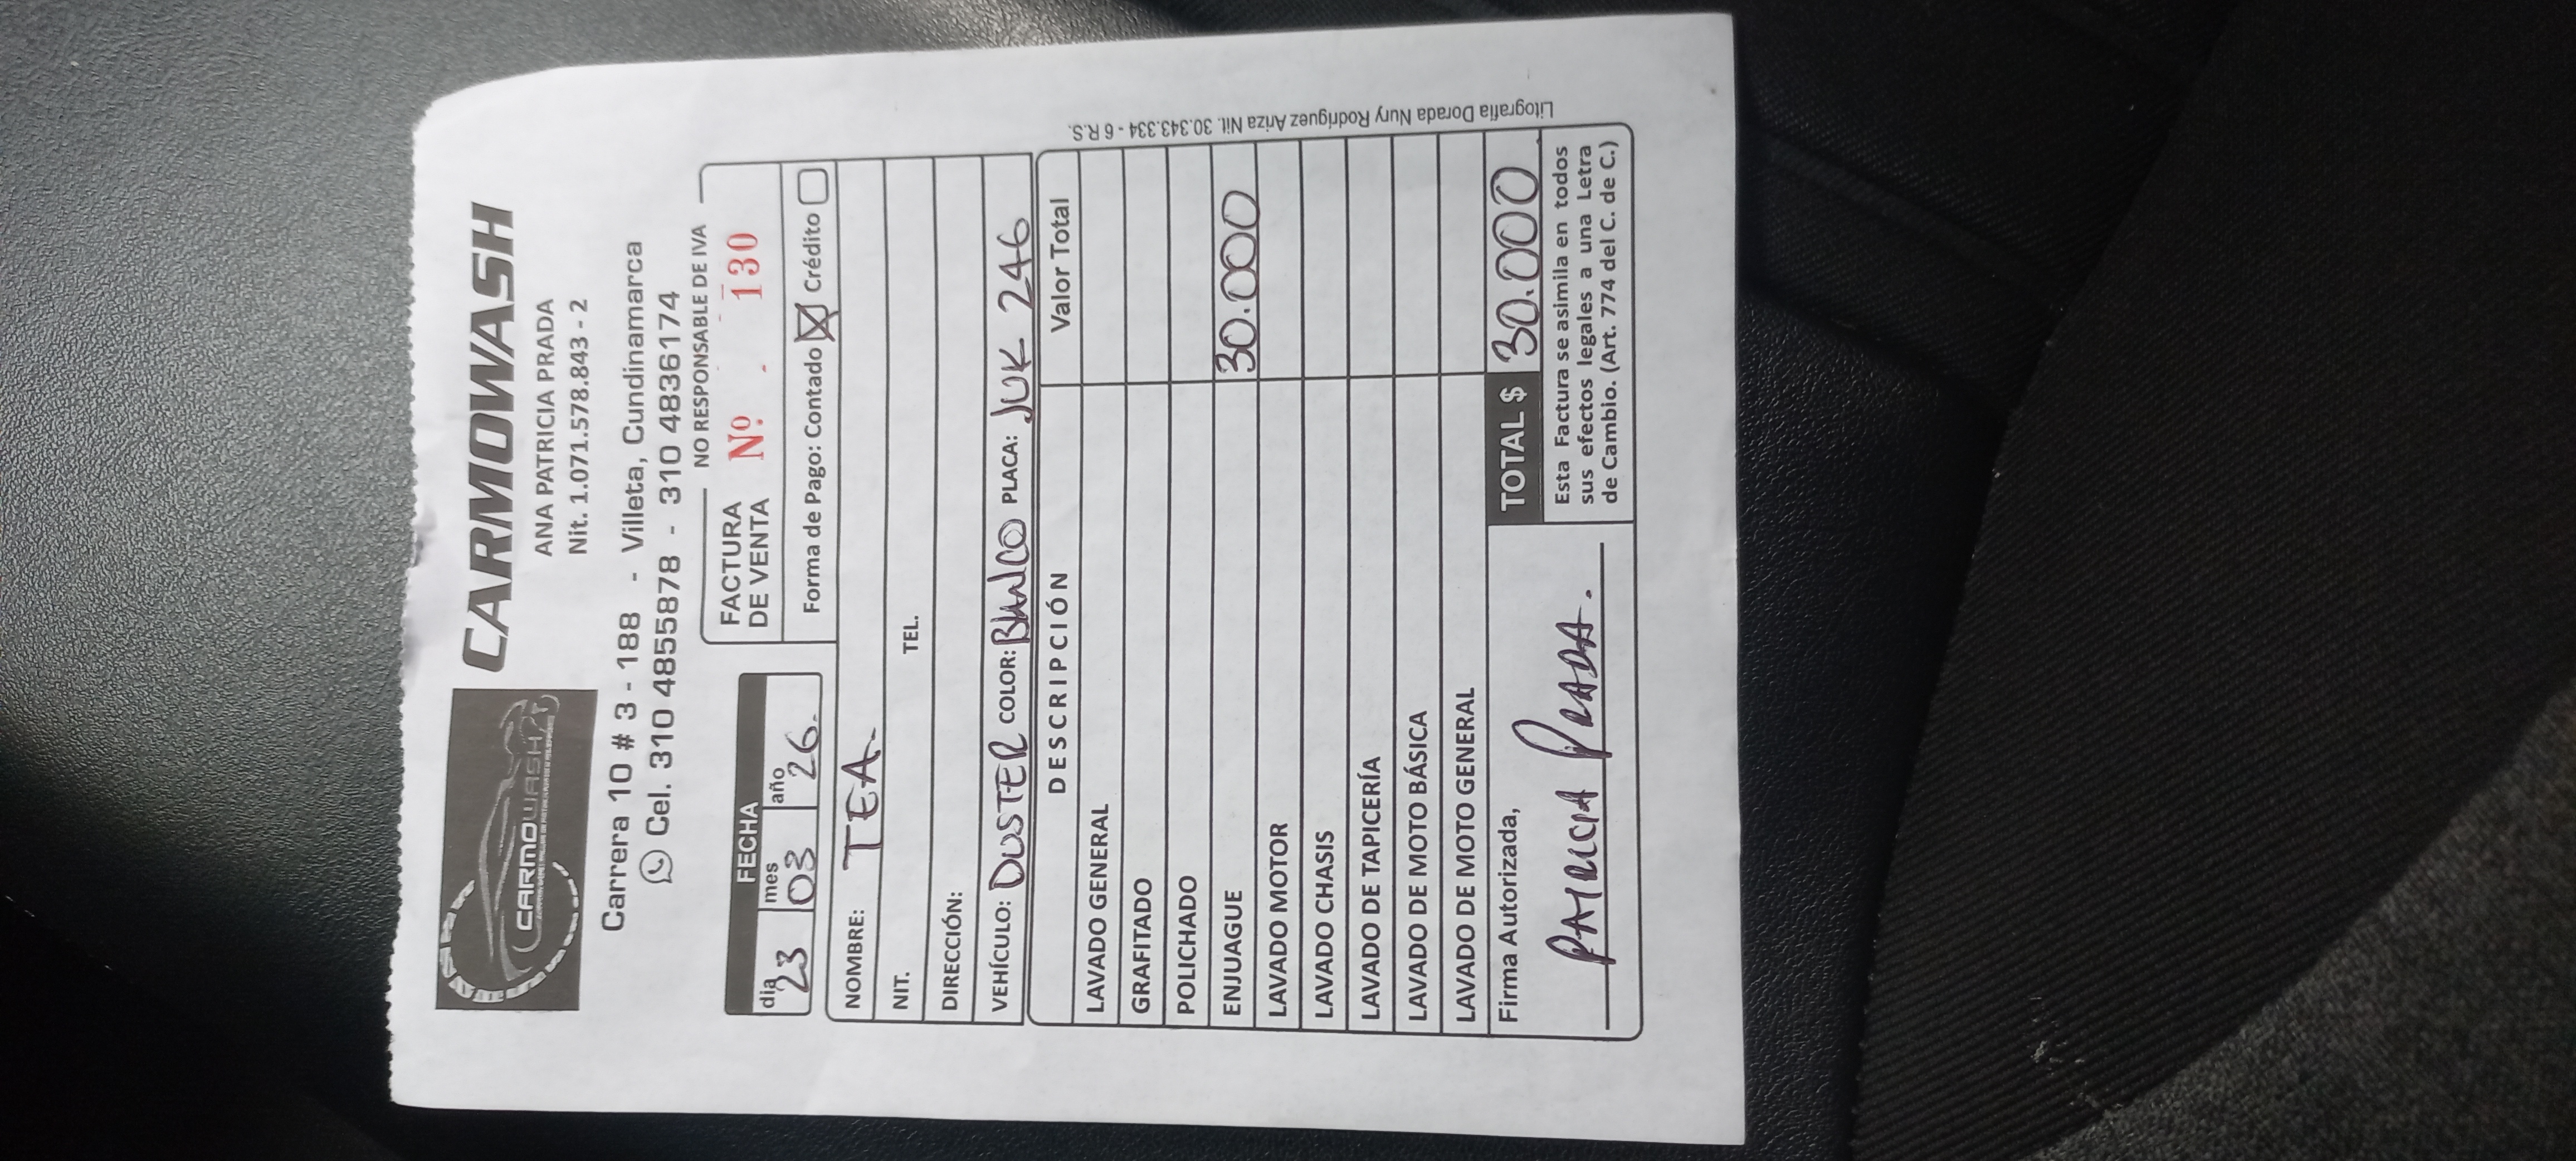 CARMOWASH
CARMOWASH
ANA PATRICIA PRADA
Nit. 1.071.578.843 - 2
Carrera 10 # 3 - 188 - Villeta, Cundinamarca
Cel. 310 4855878 - 310 4836174
NO RESPONSABLE DE IVA
FECHA
dia mes año
23 03 26.
FACTURA
DE VENTA
Nº. 130
Forma de Pago: Contado X Crédito
NOMBRE: TEA.
NIT. TEL.
DIRECCIÓN:
VEHÍCULO: DUSTER COLOR: BLANCO PLACA: JUK 246
DESCRIPCIÓN Valor Total
LAVADO GENERAL
GRAFITADO
POLICHADO
ENJUAGUE 30.000
LAVADO MOTOR
LAVADO CHASIS
LAVADO DE TAPICERÍA
LAVADO DE MOTO BÁSICA
LAVADO DE MOTO GENERAL
Firma Autorizada,
PATRICIA PRADA.
TOTAL $ 30.000
Esta Factura se asimila en todos
sus efectos legales a una Letra
de Cambio. (Art. 774 del C. de C.)
Litografia Dorada Nury Rodriguez Ariza Nit. 30.343.334 - 6 R.S.